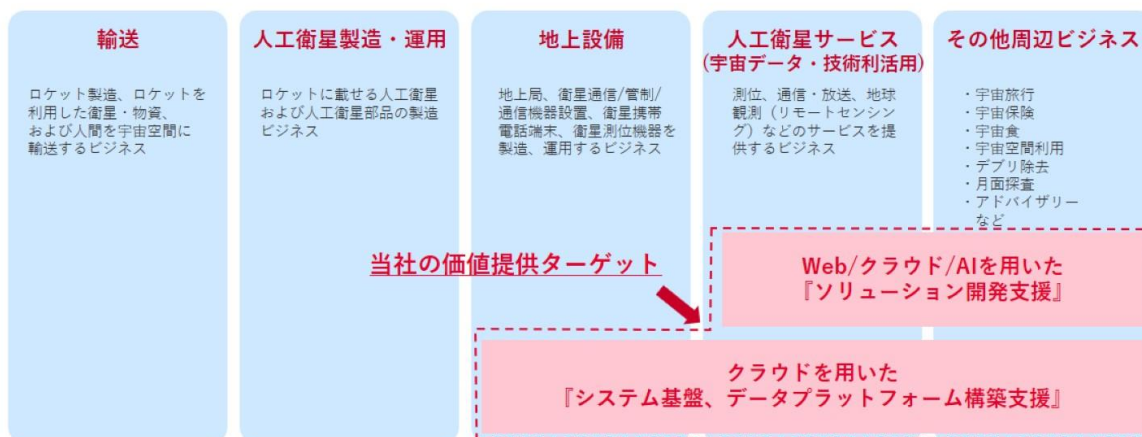 輸送
ロケット製造、ロケットを
利用した衛星・物資、
および人間を宇宙空間に
輸送するビジネス
人工衛星製造・運用
ロケットに載せる人工衛星
および人工衛星部品の製造
ビジネス
地上設備
地上局、衛星通信/管制/
通信機器設置、衛星携帯
電話端末、衛星測位機器を
製造、運用するビジネス
人工衛星サービス
(宇宙データ・技術利活用)
測位、通信・放送、地球
観測（リモートセンシン
グ）などのサービスを提
供するビジネス
その他周辺ビジネス
・宇宙旅行
・宇宙保険
・宇宙食
・宇宙空間利用
・デブリ除去
・月面探査
・アドバイザリー
など
当社の価値提供ターゲット
Web/クラウド/AIを用いた
『ソリューション開発支援』
クラウドを用いた
『システム基盤、データプラットフォーム構築支援』